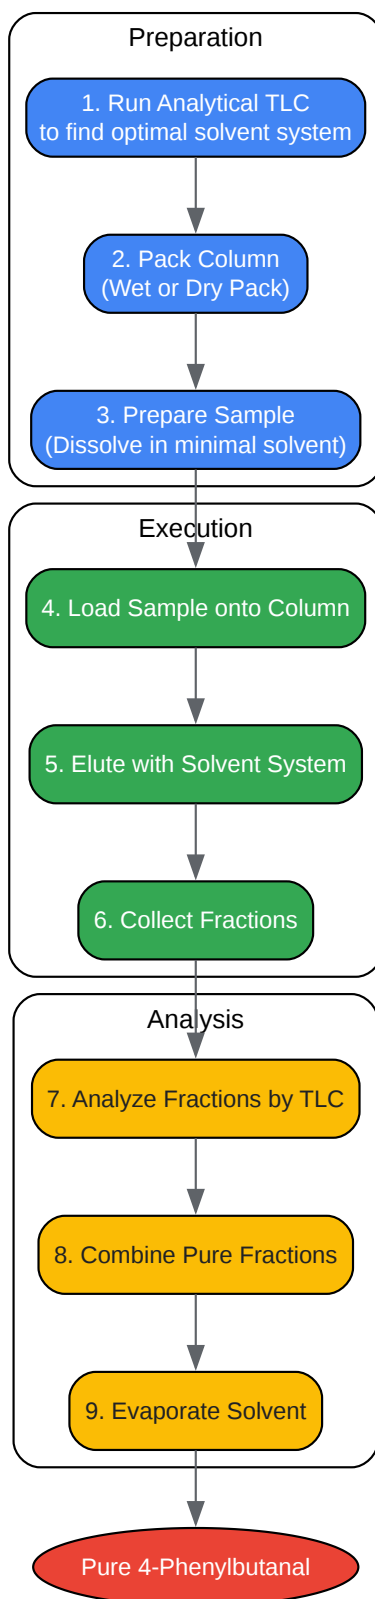 Preparation
1. Run Analytical TLC
to find optimal solvent system
2. Pack Column
(Wet or Dry Pack)
3. Prepare Sample
(Dissolve in minimal solvent)
Execution
4. Load Sample onto Column
5. Elute with Solvent System
6. Collect Fractions
Analysis
7. Analyze Fractions by TLC
8. Combine Pure Fractions
9. Evaporate Solvent
Pure 4-Phenylbutanal